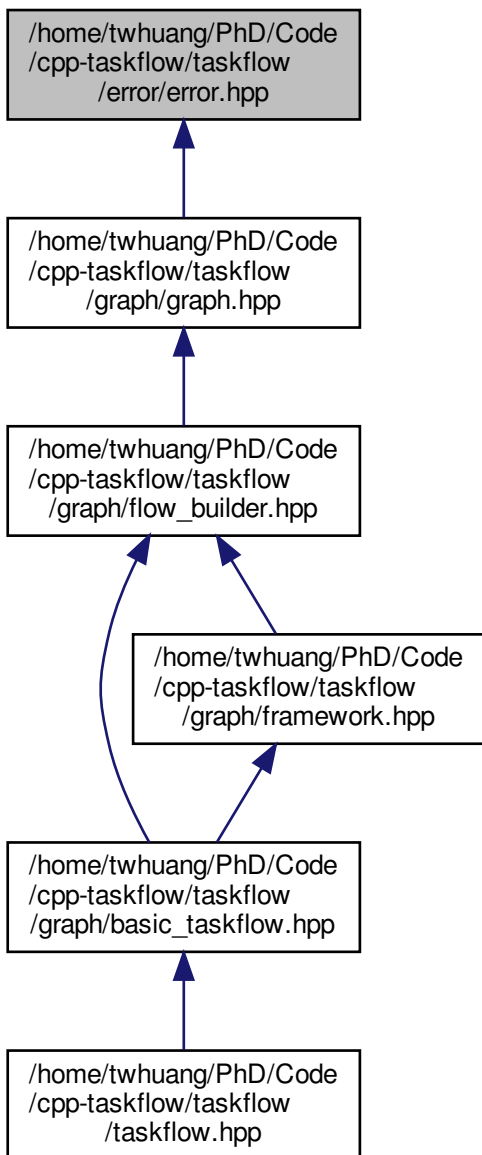 /home/twhuang/PhD/Code
/cpp-taskflow/taskflow
/error/error.hpp
/home/twhuang/PhD/Code
/cpp-taskflow/taskflow
/graph/graph.hpp
/home/twhuang/PhD/Code
/cpp-taskflow/taskflow
/graph/flow_builder.hpp
/home/twhuang/PhD/Code
/cpp-taskflow/taskflow
/graph/framework.hpp
/home/twhuang/PhD/Code
/cpp-taskflow/taskflow
/graph/basic_taskflow.hpp
/home/twhuang/PhD/Code
/cpp-taskflow/taskflow
/taskflow.hpp